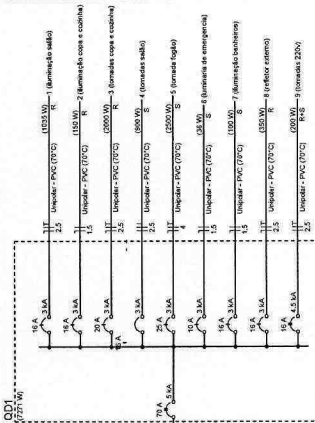 QD1
(7271 W)
70 A
5 kA
16 A 3 kA
Unipolar - PVC (70°C)
2,5
(1035 W) 1 (iluminação salão)
R
16 A 3 kA
Unipolar - PVC (70°C)
1,5
(150 W) 2 (iluminação copa e cozinha)
R
20 A 3 kA
Unipolar - PVC (70°C)
2,5
(2000 W) 3 (tomadas copa e cozinha)
R
16 A 3 kA
Unipolar - PVC (70°C)
2,5
(900 W) 4 (tomadas salão)
S
25 A 3 kA
Unipolar - PVC (70°C)
4
(2500 W) 5 (tomada fogão)
S
10 A 3 kA
Unipolar - PVC (70°C)
1,5
(36 W) 6 (luminaria de emergencia)
S
16 A 3 kA
Unipolar - PVC (70°C)
1,5
(100 W) 7 (iluminação banheiros)
S
16 A 3 kA
Unipolar - PVC (70°C)
2,5
(350 W) 8 (refletor externo)
R
16 A 4,5 kA
Unipolar - PVC (70°C)
2,5
(200 W) 9 (tomadas 220v)
R+S